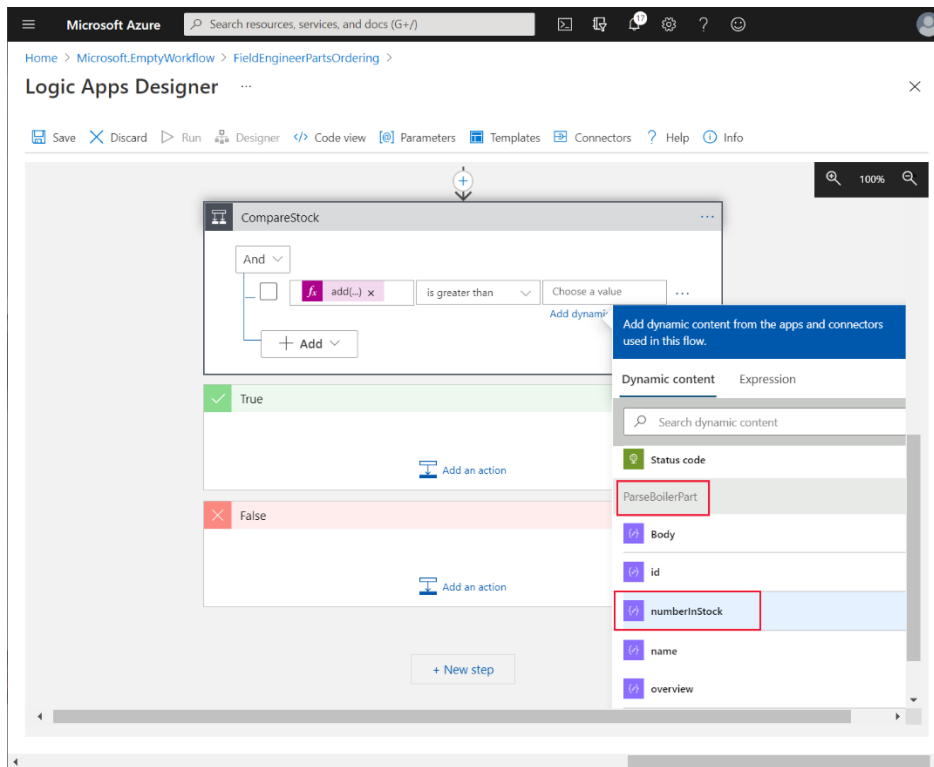 Microsoft Azure
Search resources, services, and docs (G+/)
17
Home > Microsoft.EmptyWorkflow > FieldEngineerPartsOrdering >
Logic Apps Designer ...
Save Discard Run Designer </> Code view [@] Parameters Templates Connectors ? Help Info
100%
CompareStock
And
fx add(...) x is greater than Choose a value ...
Add dynamic
+ Add
Add dynamic content from the apps and connectors
used in this flow.
Dynamic content Expression
Search dynamic content
Status code
ParseBoilerPart
Body
id
numberInStock
name
overview
True
Add an action
False
Add an action
+ New step